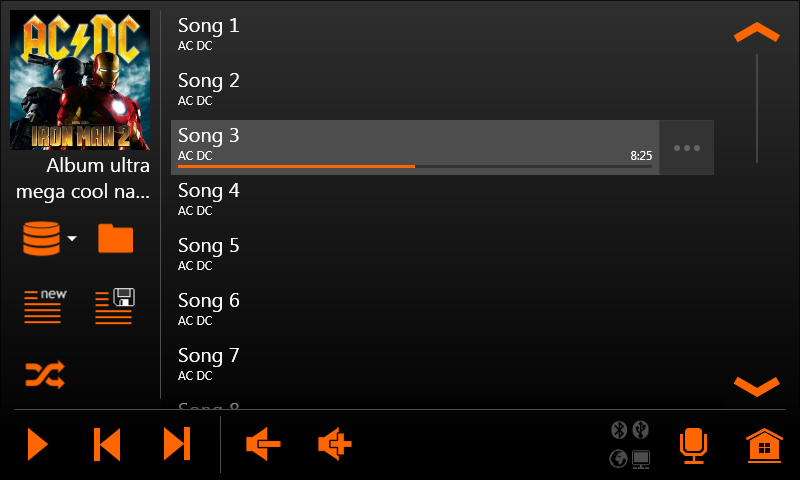 AC DC
IRON MAN 2
Album ultra
mega cool na...
new
Song 1
AC DC
Song 2
AC DC
Song 3
AC DC
8:25
Song 4
AC DC
Song 5
AC DC
Song 6
AC DC
Song 7
AC DC
Song 8